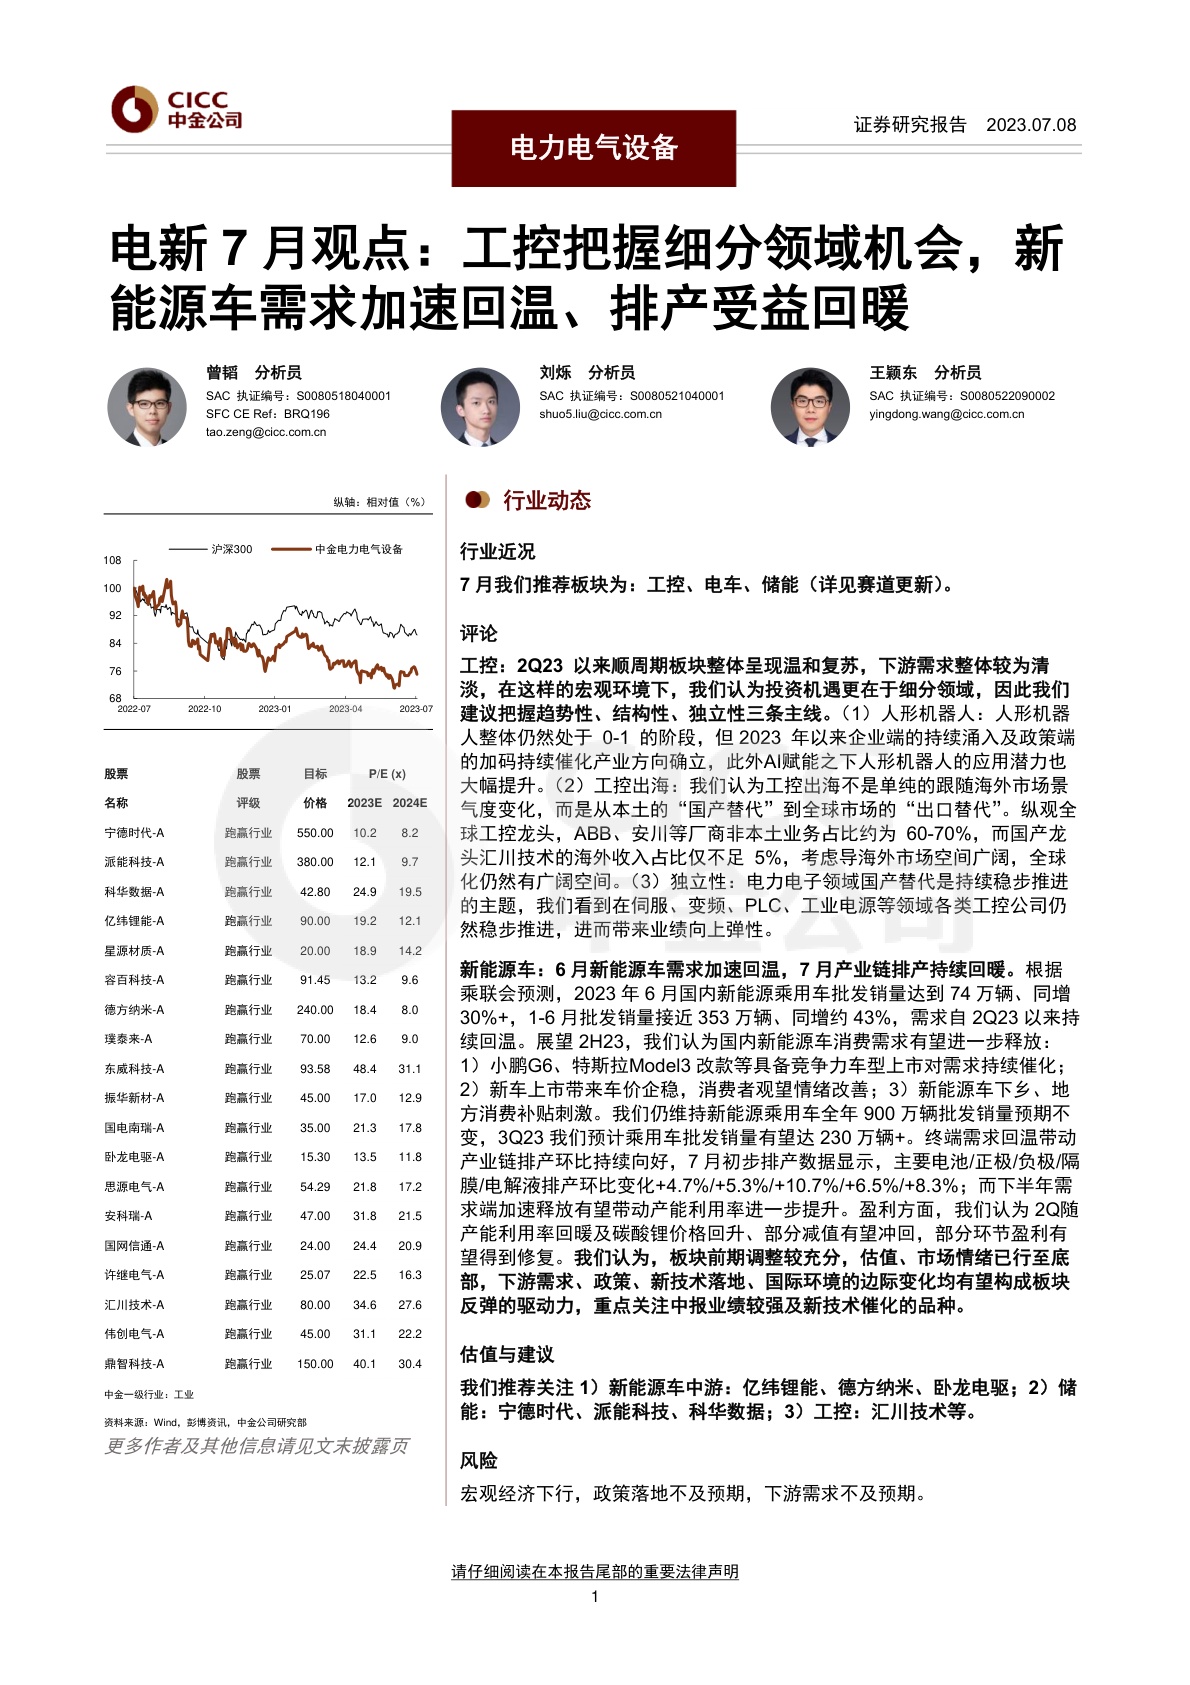 CICC
中金公司
电力电气设备
证券研究报告 2023.07.08
电新 7 月观点：工控把握细分领域机会，新
能源车需求加速回温、排产受益回暖
曾韬 分析员
SAC 执证编号：S0080518040001
SFC CE Ref：BRQ196
tao.zeng@cicc.com.cn
刘烁 分析员
SAC 执证编号：S0080521040001
shuo5.liu@cicc.com.cn
王颖东 分析员
SAC 执证编号：S0080522090002
yingdong.wang@cicc.com.cn
纵轴：相对值（%）
沪深300 中金电力电气设备
108
100
92
84
76
68
2022-07 2022-10 2023-01 2023-04 2023-07
股票 股票 目标 P/E (x)
名称 评级 价格 2023E 2024E
宁德时代-A 跑赢行业 550.00 10.2 8.2
派能科技-A 跑赢行业 380.00 12.1 9.7
科华数据-A 跑赢行业 42.80 24.9 19.5
亿纬锂能-A 跑赢行业 90.00 19.2 12.1
星源材质-A 跑赢行业 20.00 18.9 14.2
容百科技-A 跑赢行业 91.45 13.2 9.6
德方纳米-A 跑赢行业 240.00 18.4 8.0
璞泰来-A 跑赢行业 70.00 12.6 9.0
东威科技-A 跑赢行业 93.58 48.4 31.1
振华新材-A 跑赢行业 45.00 17.0 12.9
国电南瑞-A 跑赢行业 35.00 21.3 17.8
卧龙电驱-A 跑赢行业 15.30 13.5 11.8
思源电气-A 跑赢行业 54.29 21.8 17.2
安科瑞-A 跑赢行业 47.00 31.8 21.5
国网信通-A 跑赢行业 24.00 24.4 20.9
许继电气-A 跑赢行业 25.07 22.5 16.3
汇川技术-A 跑赢行业 80.00 34.6 27.6
伟创电气-A 跑赢行业 45.00 31.1 22.2
鼎智科技-A 跑赢行业 150.00 40.1 30.4
中金一级行业：工业
资料来源：Wind，彭博资讯，中金公司研究部
更多作者及其他信息请见文末披露页
行业动态
行业近况
7 月我们推荐板块为：工控、电车、储能（详见赛道更新）。
评论
工控：2Q23 以来顺周期板块整体呈现温和复苏，下游需求整体较为清
淡，在这样的宏观环境下，我们认为投资机遇更在于细分领域，因此我们
建议把握趋势性、结构性、独立性三条主线。（1）人形机器人：人形机器
人整体仍然处于 0-1 的阶段，但 2023 年以来企业端的持续涌入及政策端
的加码持续催化产业方向确立，此外AI赋能之下人形机器人的应用潜力也
大幅提升。（2）工控出海：我们认为工控出海不是单纯的跟随海外市场景
气度变化，而是从本土的“国产替代”到全球市场的“出口替代”。纵观全
球工控龙头，ABB、安川等厂商非本土业务占比约为 60-70%，而国产龙
头汇川技术的海外收入占比仅不足 5%，考虑导海外市场空间广阔，全球
化仍然有广阔空间。（3）独立性：电力电子领域国产替代是持续稳步推进
的主题，我们看到在伺服、变频、PLC、工业电源等领域各类工控公司仍
然稳步推进，进而带来业绩向上弹性。
新能源车：6 月新能源车需求加速回温，7 月产业链排产持续回暖。根据
乘联会预测，2023 年 6 月国内新能源乘用车批发销量达到 74 万辆、同增
30%+，1-6 月批发销量接近 353 万辆、同增约 43%，需求自 2Q23 以来持
续回温。展望 2H23，我们认为国内新能源车消费需求有望进一步释放：
1）小鹏G6、特斯拉Model3 改款等具备竞争力车型上市对需求持续催化；
2）新车上市带来车价企稳，消费者观望情绪改善；3）新能源车下乡、地
方消费补贴刺激。我们仍维持新能源乘用车全年 900 万辆批发销量预期不
变，3Q23 我们预计乘用车批发销量有望达 230 万辆+。终端需求回温带动
产业链排产环比持续向好，7 月初步排产数据显示，主要电池/正极/负极/隔
膜/电解液排产环比变化+4.7%/+5.3%/+10.7%/+6.5%/+8.3%；而下半年需
求端加速释放有望带动产能利用率进一步提升。盈利方面，我们认为 2Q随
产能利用率回暖及碳酸锂价格回升、部分减值有望冲回，部分环节盈利有
望得到修复。我们认为，板块前期调整较充分，估值、市场情绪已行至底
部，下游需求、政策、新技术落地、国际环境的边际变化均有望构成板块
反弹的驱动力，重点关注中报业绩较强及新技术催化的品种。
估值与建议
我们推荐关注 1）新能源车中游：亿纬锂能、德方纳米、卧龙电驱；2）储
能：宁德时代、派能科技、科华数据；3）工控：汇川技术等。
风险
宏观经济下行，政策落地不及预期，下游需求不及预期。
请仔细阅读在本报告尾部的重要法律声明
1